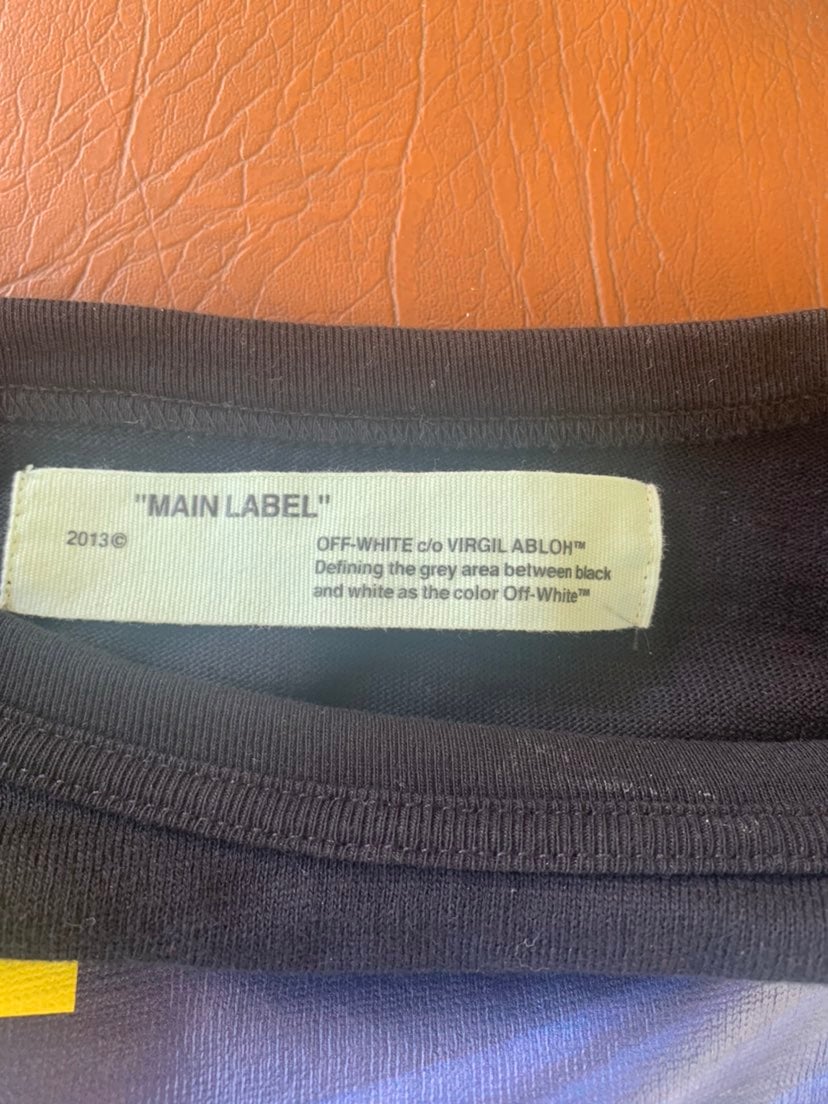 "MAIN LABEL"
2013©
OFF-WHITE c/o VIRGIL ABLOH™
Defining the grey area between black
and white as the color Off-White™